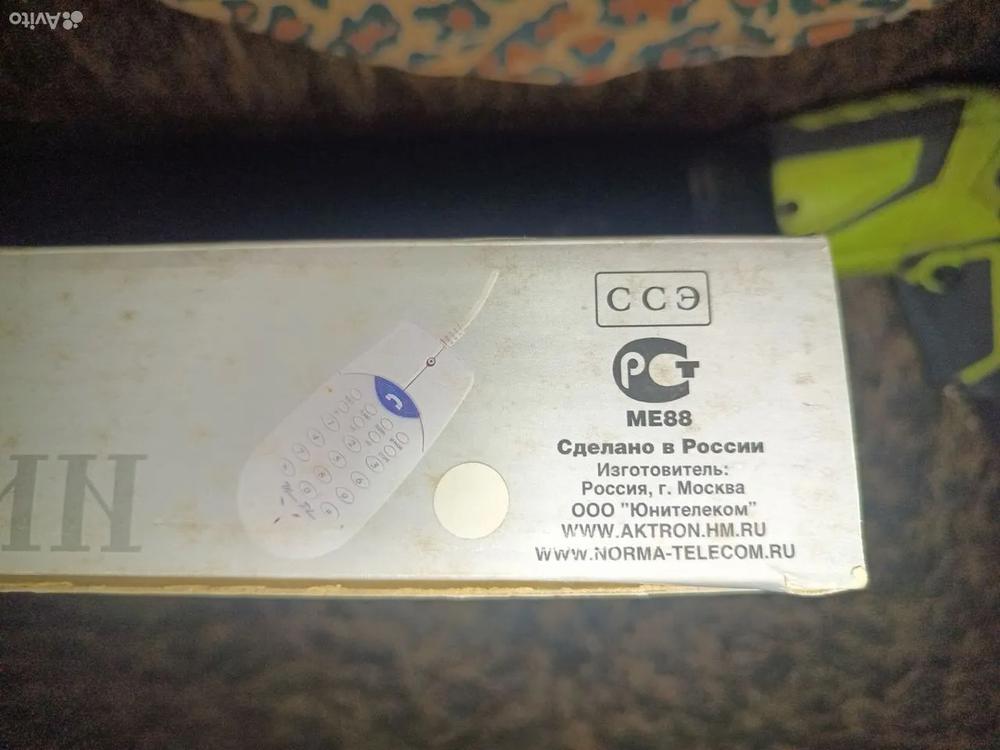 Avito
ССЭ
РСТ
МЕ88
Сделано в России
Изготовитель:
Россия, г. Москва
ООО "Юнителеком"
WWW.AKTRON.HM.RU
WWW.NORMA-TELECOM.RU